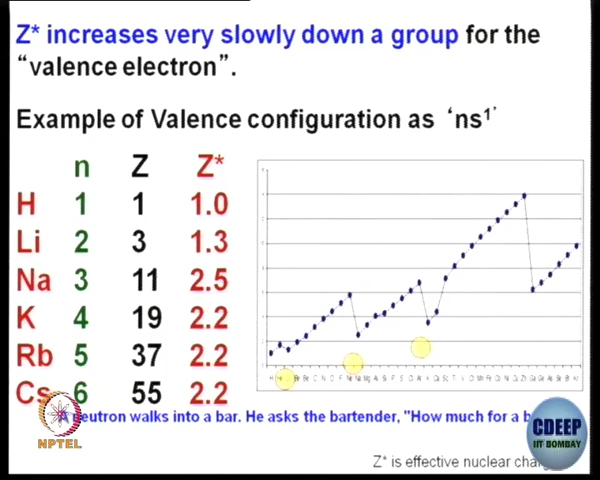 Z* increases very slowly down a group for the
“valence electron”.
Example of Valence configuration as ‘ns¹’
n Z Z*
H 1 1 1.0
Li 2 3 1.3
Na 3 11 2.5
K 4 19 2.2
Rb 5 37 2.2
Cs 6 55 2.2
A neutron walks into a bar. He asks the bartender, "How much for a b
NPTEL
CDEEP
IIT BOMBAY
Z* is effective nuclear